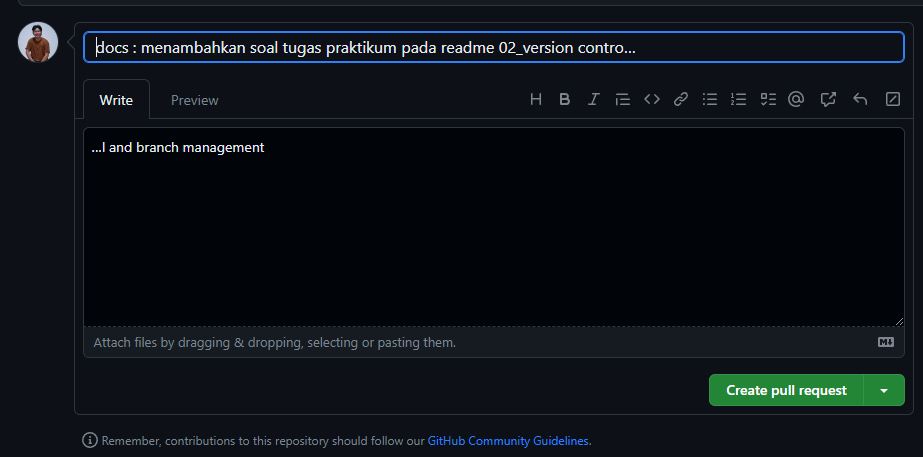 docs : menambahkan soal tugas praktikum pada readme 02_version contro...
Write Preview
...l and branch management
Attach files by dragging & dropping, selecting or pasting them.
Create pull request
Remember, contributions to this repository should follow our GitHub Community Guidelines.